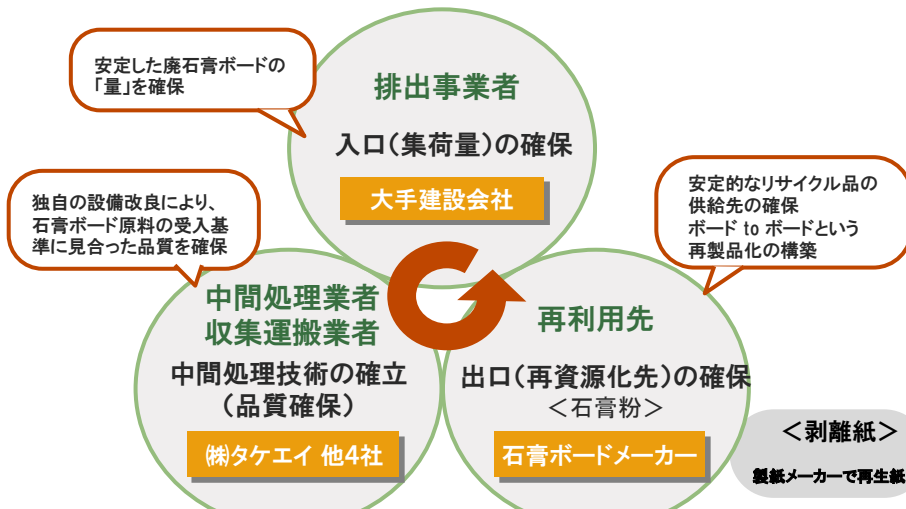 安定した廃石膏ボードの
「量」を確保
排出事業者
入口（集荷量）の確保
大手建設会社
独自の設備改良により、
石膏ボード原料の受入基
準に見合った品質を確保
安定的なリサイクル品の
供給先の確保
ボード to ボードという
再製品化の構築
中間処理業者
収集運搬業者
中間処理技術の確立
（品質確保）
㈱タケエイ 他4社
再利用先
出口（再資源化先）の確保
＜石膏粉＞
石膏ボードメーカー
＜剥離紙＞
製紙メーカーで再生紙